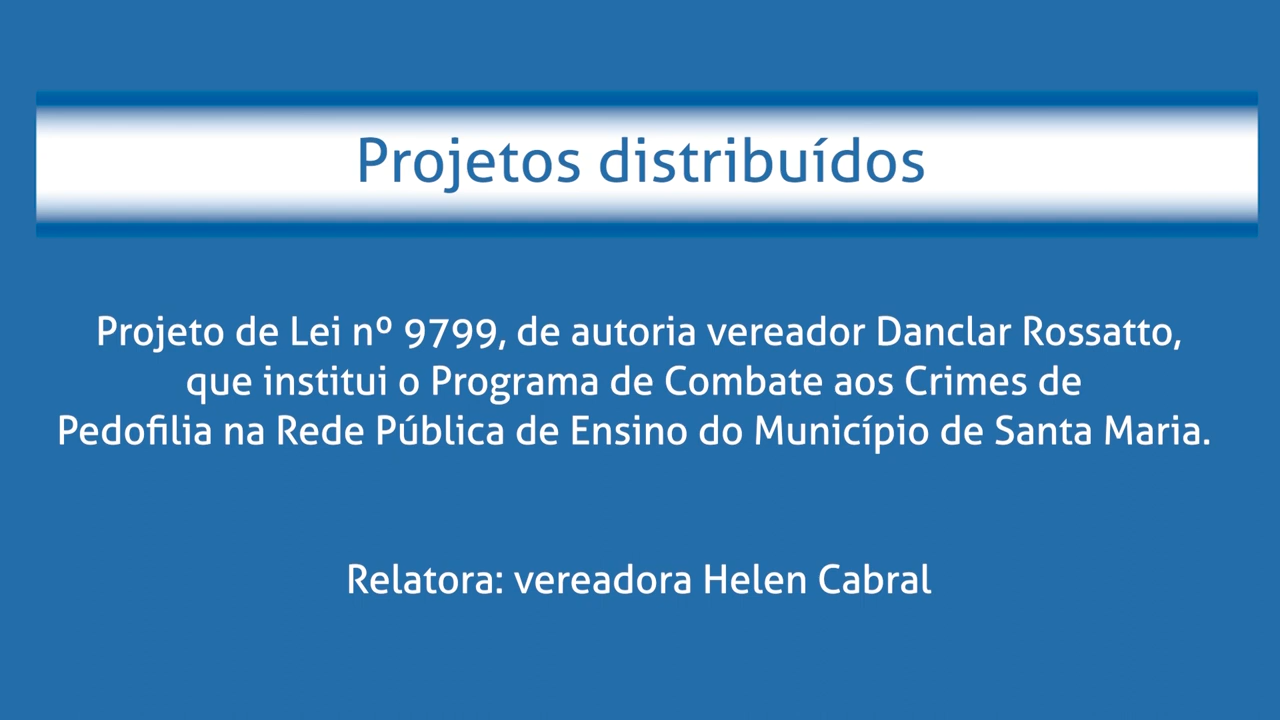 Projetos distribuídos
Projeto de Lei nº 9799, de autoria vereador Danclar Rossatto,
que institui o Programa de Combate aos Crimes de
Pedofilia na Rede Pública de Ensino do Município de Santa Maria.
Relatora: vereadora Helen Cabral